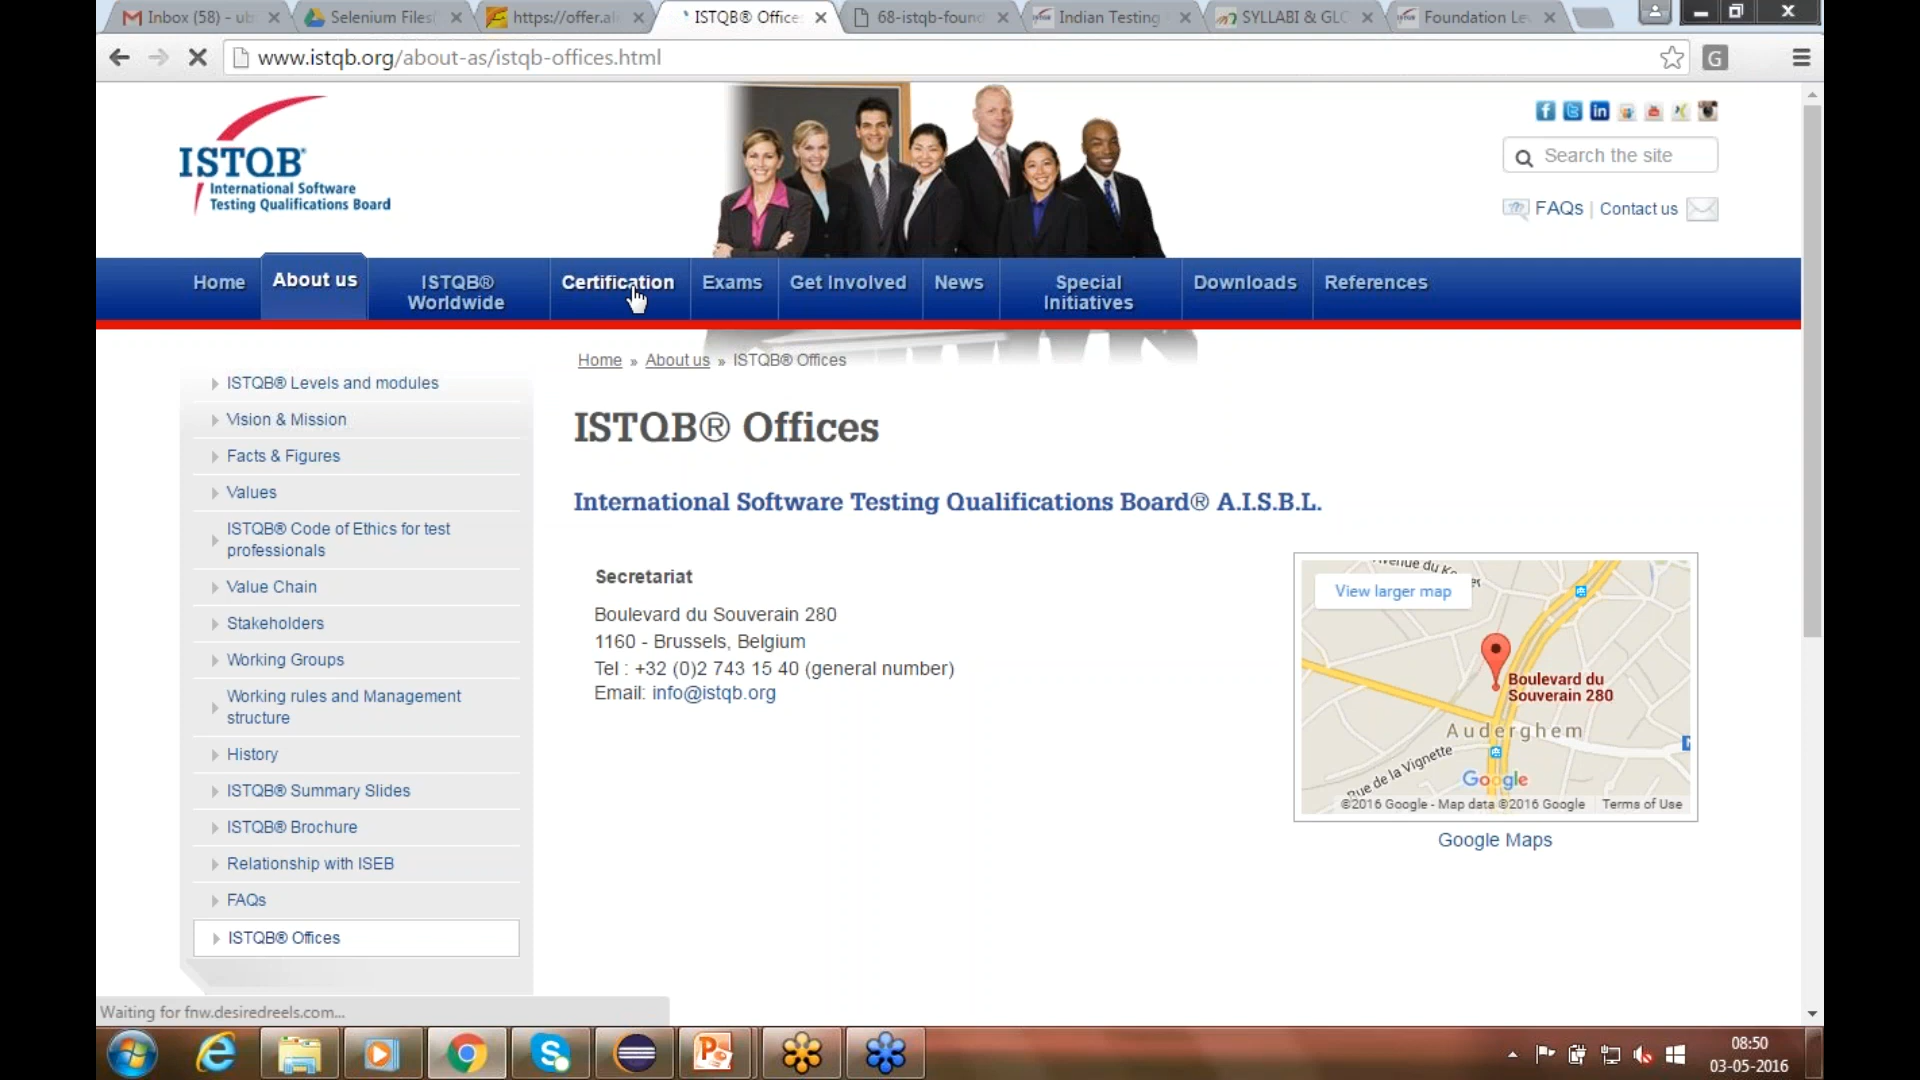 Inbox (58) - ub
Selenium Files
https://offer.al
ISTQB® Office
68-istqb-foun
Indian Testing
SYLLABI & GL
Foundation Le
www.istqb.org/about-as/istqb-offices.html
G
ISTQB®
International Software
Testing Qualifications Board
Search the site
FAQs | Contact us
Home
About us
ISTQB®
Worldwide
Certification
Exams
Get Involved
News
Special
Initiatives
Downloads
References
Home » About us » ISTQB® Offices
ISTQB® Levels and modules
Vision & Mission
Facts & Figures
Values
ISTQB® Code of Ethics for test
professionals
Value Chain
Stakeholders
Working Groups
Working rules and Management
structure
History
ISTQB® Summary Slides
ISTQB® Brochure
Relationship with ISEB
FAQs
ISTQB® Offices
ISTQB® Offices
International Software Testing Qualifications Board® A.I.S.B.L.
Secretariat
Boulevard du Souverain 280
1160 - Brussels, Belgium
Tel : +32 (0)2 743 15 40 (general number)
Email: info@istqb.org
View larger map
Boulevard du
Souverain 280
Auderghem
Rue de la Vignette
Google
©2016 Google - Map data ©2016 Google
Terms of Use
Google Maps
Waiting for fnw.desiredreels.com...
08:50
03-05-2016